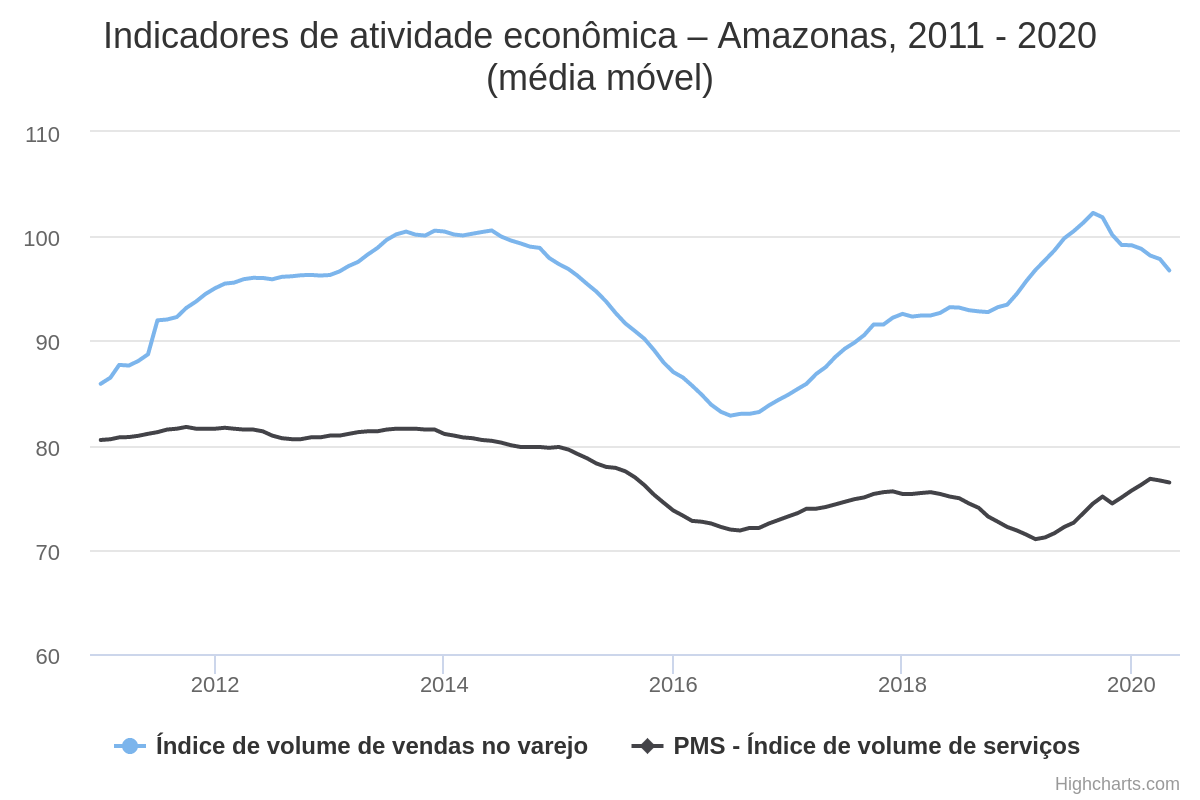 Indicadores de atividade econômica – Amazonas, 2011 - 2020
(média móvel)
110
100
90
80
70
60
2012 2014 2016 2018 2020
Índice de volume de vendas no varejo PMS - Índice de volume de serviços
Highcharts.com